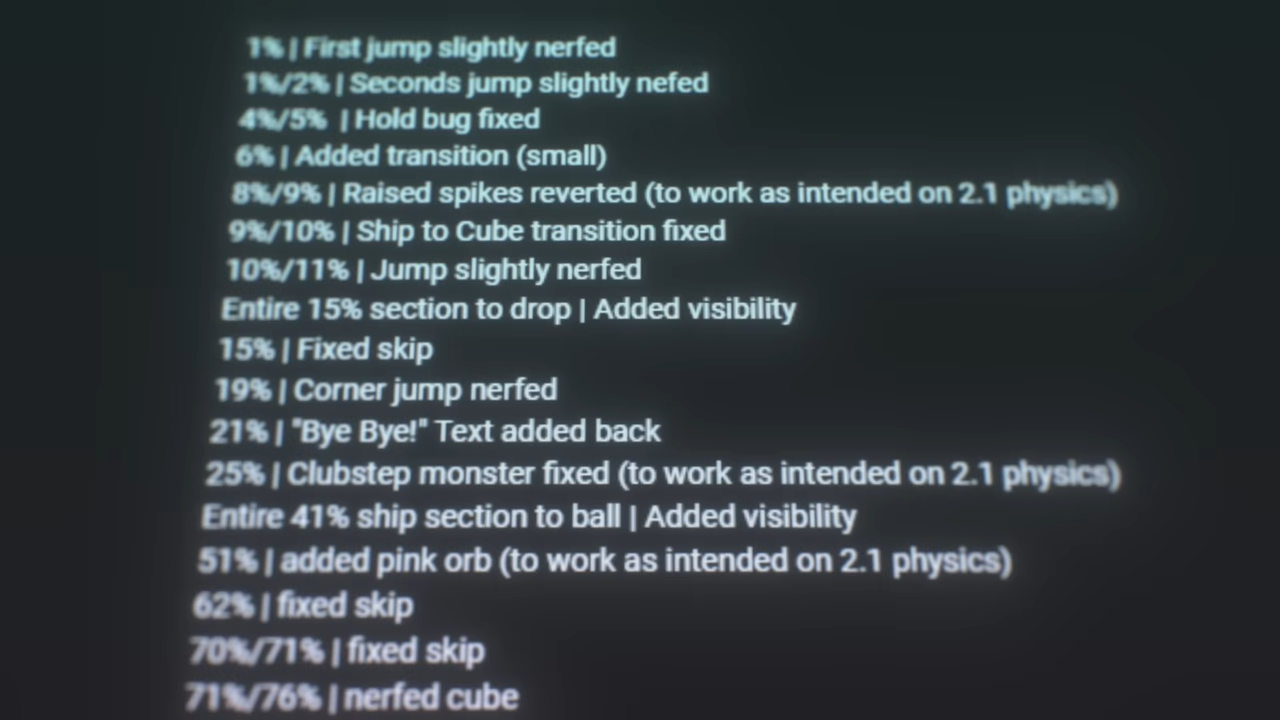 1% | First jump slightly nerfed
1%/2% | Seconds jump slightly nefed
4%/5% | Hold bug fixed
6% | Added transition (small)
8%/9% | Raised spikes reverted (to work as intended on 2.1 physics)
9%/10% | Ship to Cube transition fixed
10%/11% | Jump slightly nerfed
Entire 15% section to drop | Added visibility
15% | Fixed skip
19% | Corner jump nerfed
21% | "Bye Bye!" Text added back
25% | Clubstep monster fixed (to work as intended on 2.1 physics)
Entire 41% ship section to ball | Added visibility
51% | added pink orb (to work as intended on 2.1 physics)
62% | fixed skip
70%/71% | fixed skip
71%/76% | nerfed cube